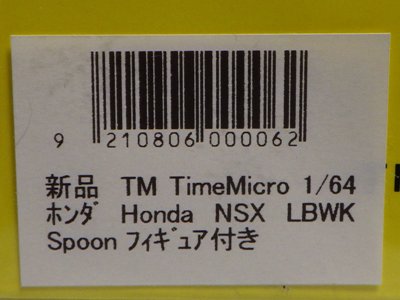 9 210806 000062
新品 TM TimeMicro 1/64
ﾎﾝﾀﾞ Honda NSX LBWK
Spoon ﾌｨｷﾞｭｱ付き